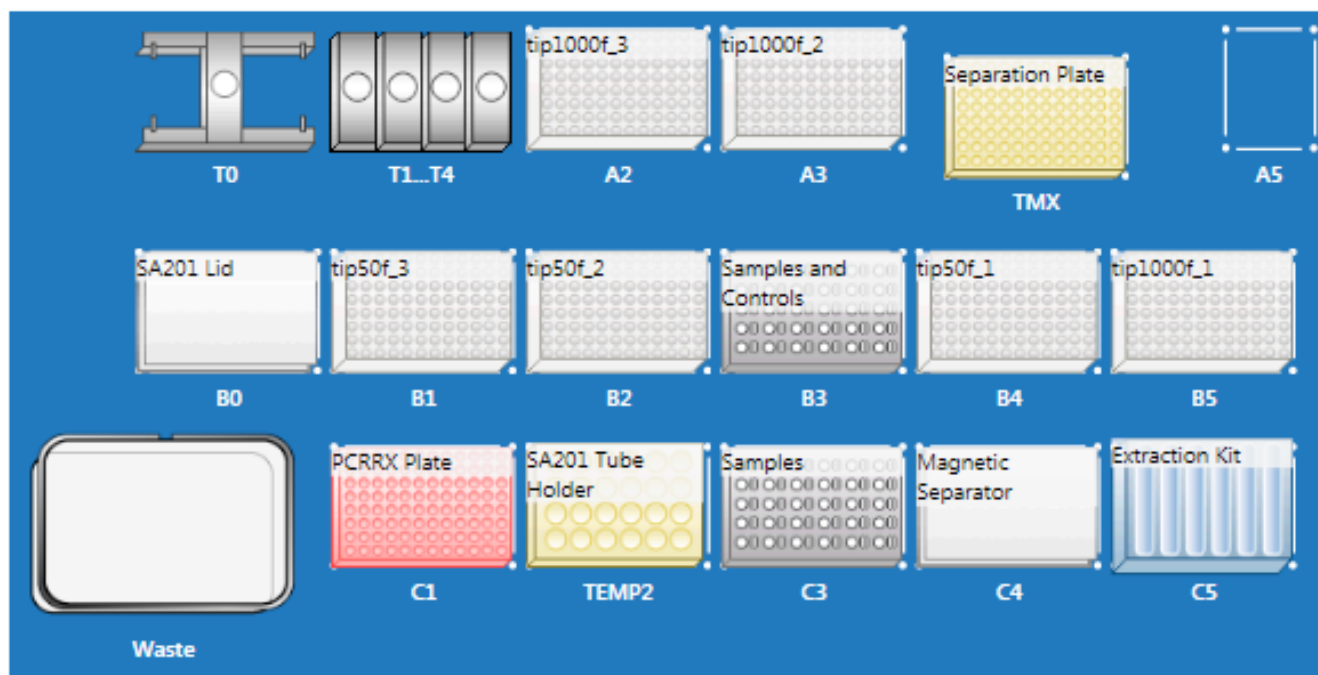 tip1000f_3
tip1000f_2
Separation Plate
T0
T1...T4
A2
A3
TMX
A5
SA201 Lid
tip50f_3
tip50f_2
Samples and
Controls
tip50f_1
tip1000f_1
B0
B1
B2
B3
B4
B5
PCRRX Plate
SA201 Tube
Holder
Samples
Magnetic
Separator
Extraction Kit
C1
TEMP2
C3
C4
C5
Waste